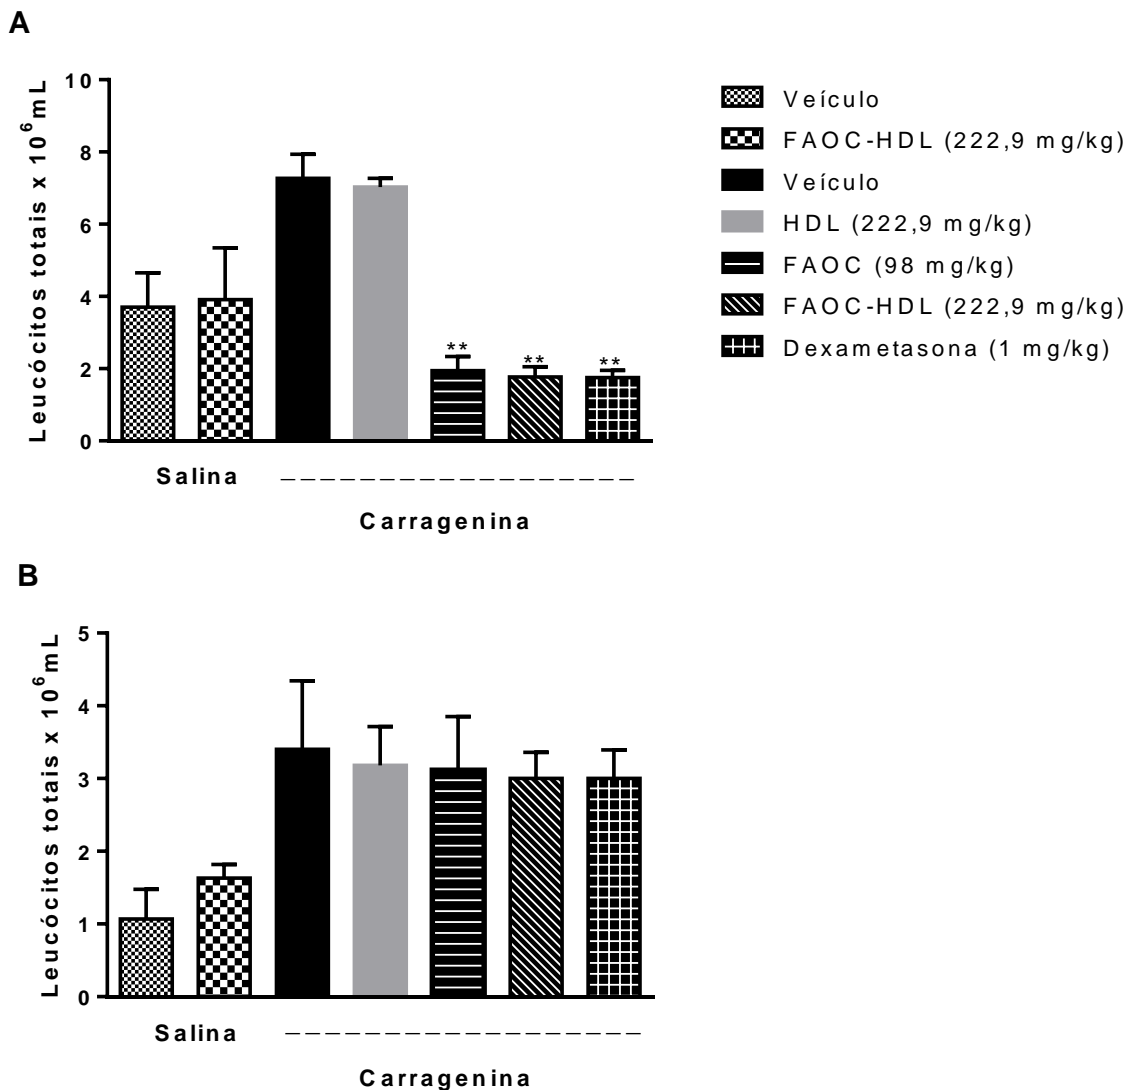 A
Leucócitos totais x 10⁶mL
10
8
6
4
2
0
**
**
**
Salina
Carragenina
Veículo
FAOC-HDL (222,9 mg/kg)
Veículo
HDL (222,9 mg/kg)
FAOC (98 mg/kg)
FAOC-HDL (222,9 mg/kg)
Dexametasona (1 mg/kg)
B
Leucócitos totais x 10⁶mL
5
4
3
2
1
0
Salina
Carragenina